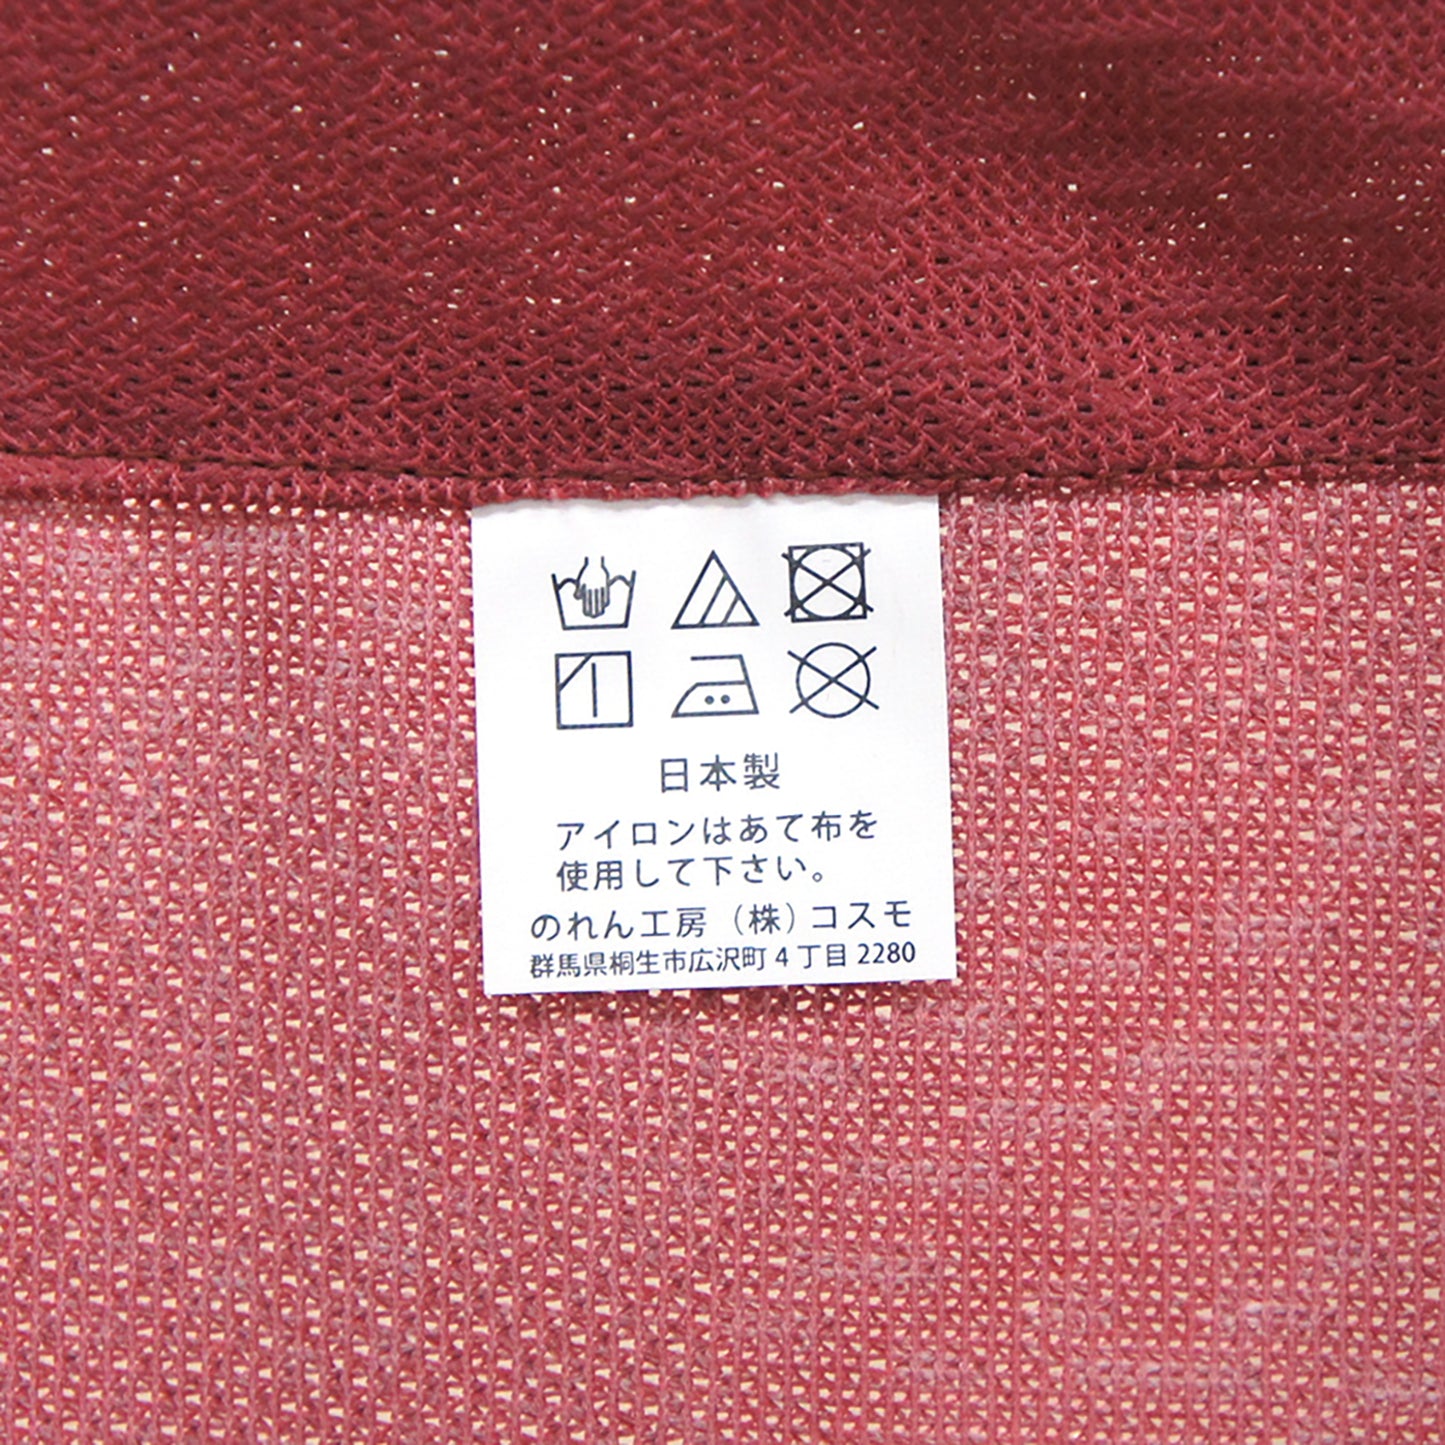 日本製
アイロンはあて布を
使用して下さい。
のれん工房（株）コスモ
群馬県桐生市広沢町4丁目2280